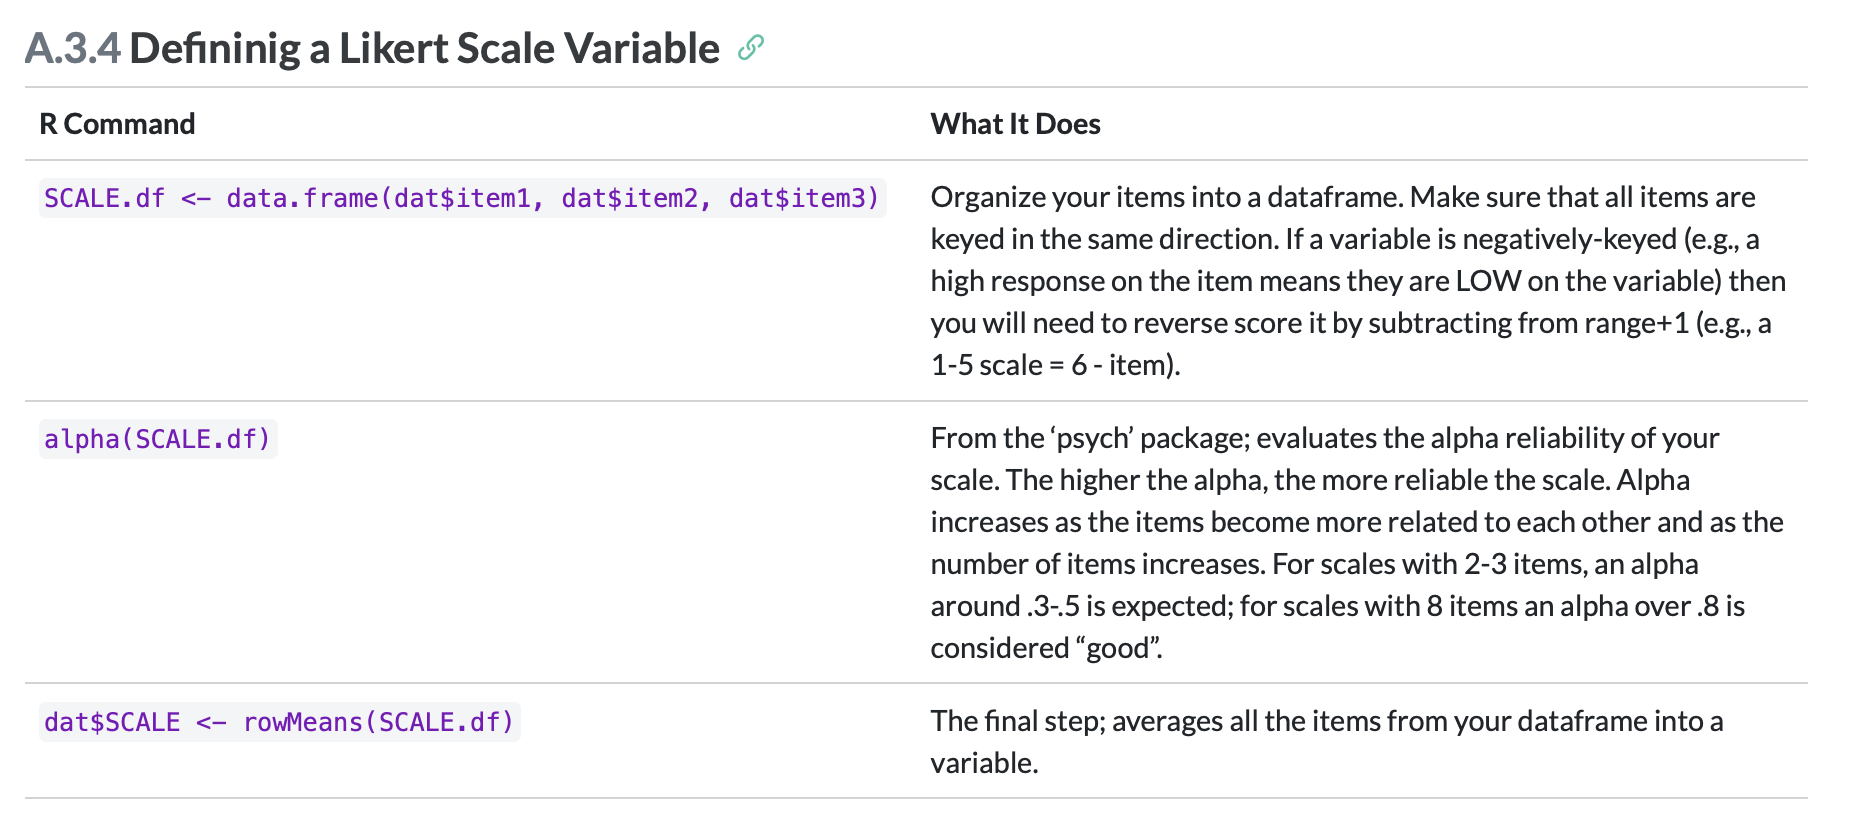 A.3.4 Defininig a Likert Scale Variable
R Command
What It Does
SCALE.df <- data.frame(dat$item1, dat$item2, dat$item3)
Organize your items into a dataframe. Make sure that all items are
keyed in the same direction. If a variable is negatively-keyed (e.g., a
high response on the item means they are LOW on the variable) then
you will need to reverse score it by subtracting from range+1 (e.g., a
1-5 scale = 6 - item).
alpha(SCALE.df)
From the ‘psych’ package; evaluates the alpha reliability of your
scale. The higher the alpha, the more reliable the scale. Alpha
increases as the items become more related to each other and as the
number of items increases. For scales with 2-3 items, an alpha
around .3-.5 is expected; for scales with 8 items an alpha over .8 is
considered “good”.
dat$SCALE <- rowMeans(SCALE.df)
The final step; averages all the items from your dataframe into a
variable.